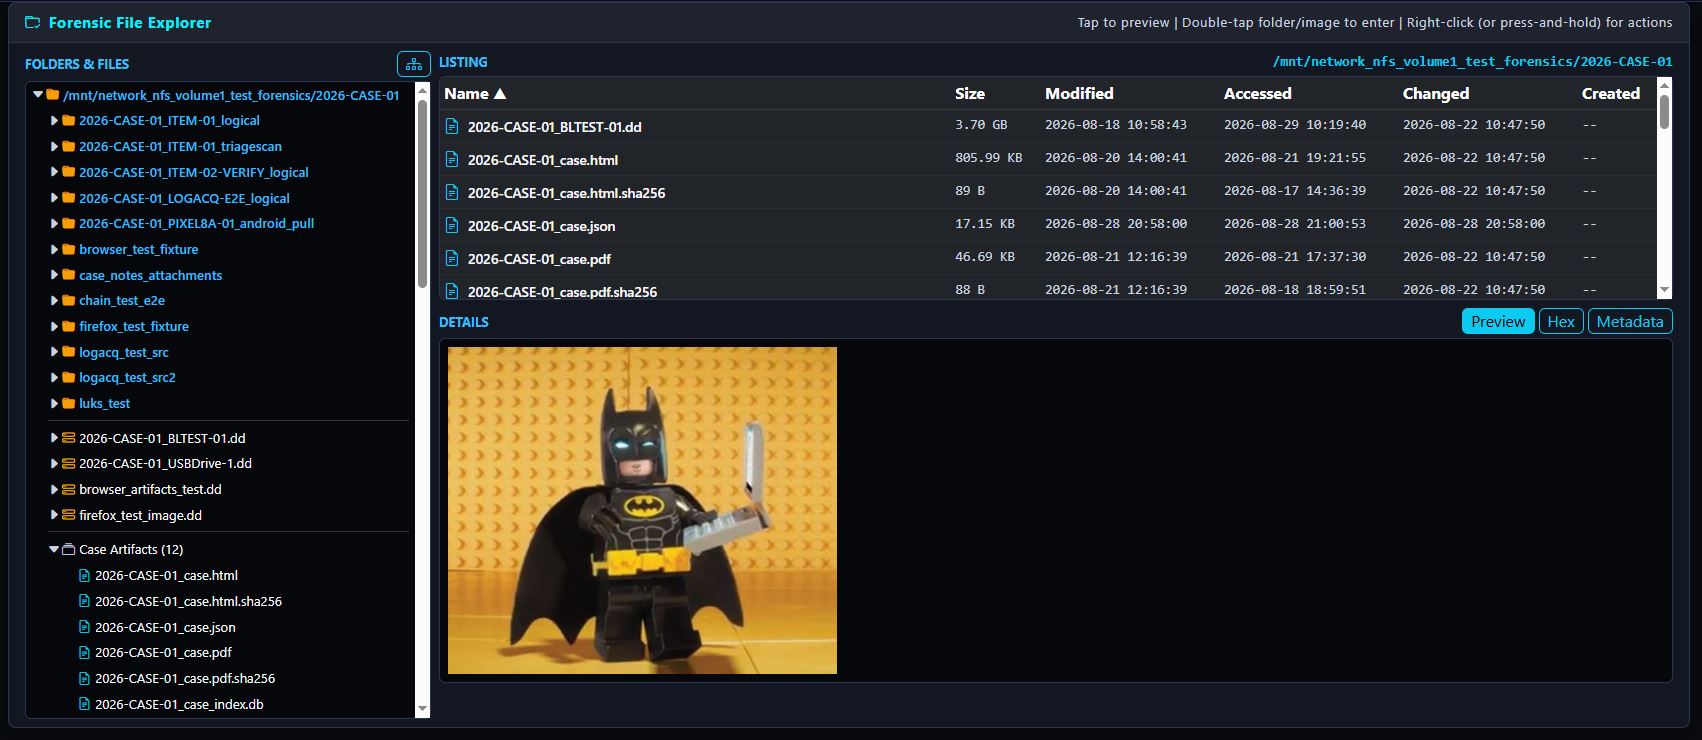 Forensic File Explorer
Tap to preview | Double-tap folder/image to enter | Right-click (or press-and-hold) for actions
FOLDERS & FILES
/mnt/network_nfs_volume1_test_forensics/2026-CASE-01
2026-CASE-01_ITEM-01_logical
2026-CASE-01_ITEM-01_triagescan
2026-CASE-01_ITEM-02-VERIFY_logical
2026-CASE-01_LOGACQ-E2E_logical
2026-CASE-01_PIXEL8A-01_android_pull
browser_test_fixture
case_notes_attachments
chain_test_e2e
firefox_test_fixture
logacq_test_src
logacq_test_src2
luks_test
2026-CASE-01_BLTEST-01.dd
2026-CASE-01_USBDrive-1.dd
browser_artifacts_test.dd
firefox_test_image.dd
Case Artifacts (12)
2026-CASE-01_case.html
2026-CASE-01_case.html.sha256
2026-CASE-01_case.json
2026-CASE-01_case.pdf
2026-CASE-01_case.pdf.sha256
2026-CASE-01_case_index.db
LISTING
/mnt/network_nfs_volume1_test_forensics/2026-CASE-01
Name ▲ Size Modified Accessed Changed Created
2026-CASE-01_BLTEST-01.dd 3.70 GB 2026-08-18 10:58:43 2026-08-29 10:19:40 2026-08-22 10:47:50 --
2026-CASE-01_case.html 805.99 KB 2026-08-20 14:00:41 2026-08-21 19:21:55 2026-08-22 10:47:50 --
2026-CASE-01_case.html.sha256 89 B 2026-08-20 14:00:41 2026-08-17 14:36:39 2026-08-22 10:47:50 --
2026-CASE-01_case.json 17.15 KB 2026-08-28 20:58:00 2026-08-28 21:00:53 2026-08-28 20:58:00 --
2026-CASE-01_case.pdf 46.69 KB 2026-08-21 12:16:39 2026-08-21 17:37:30 2026-08-22 10:47:50 --
2026-CASE-01_case.pdf.sha256 88 B 2026-08-21 12:16:39 2026-08-18 18:59:51 2026-08-22 10:47:50 --
DETAILS
Preview Hex Metadata